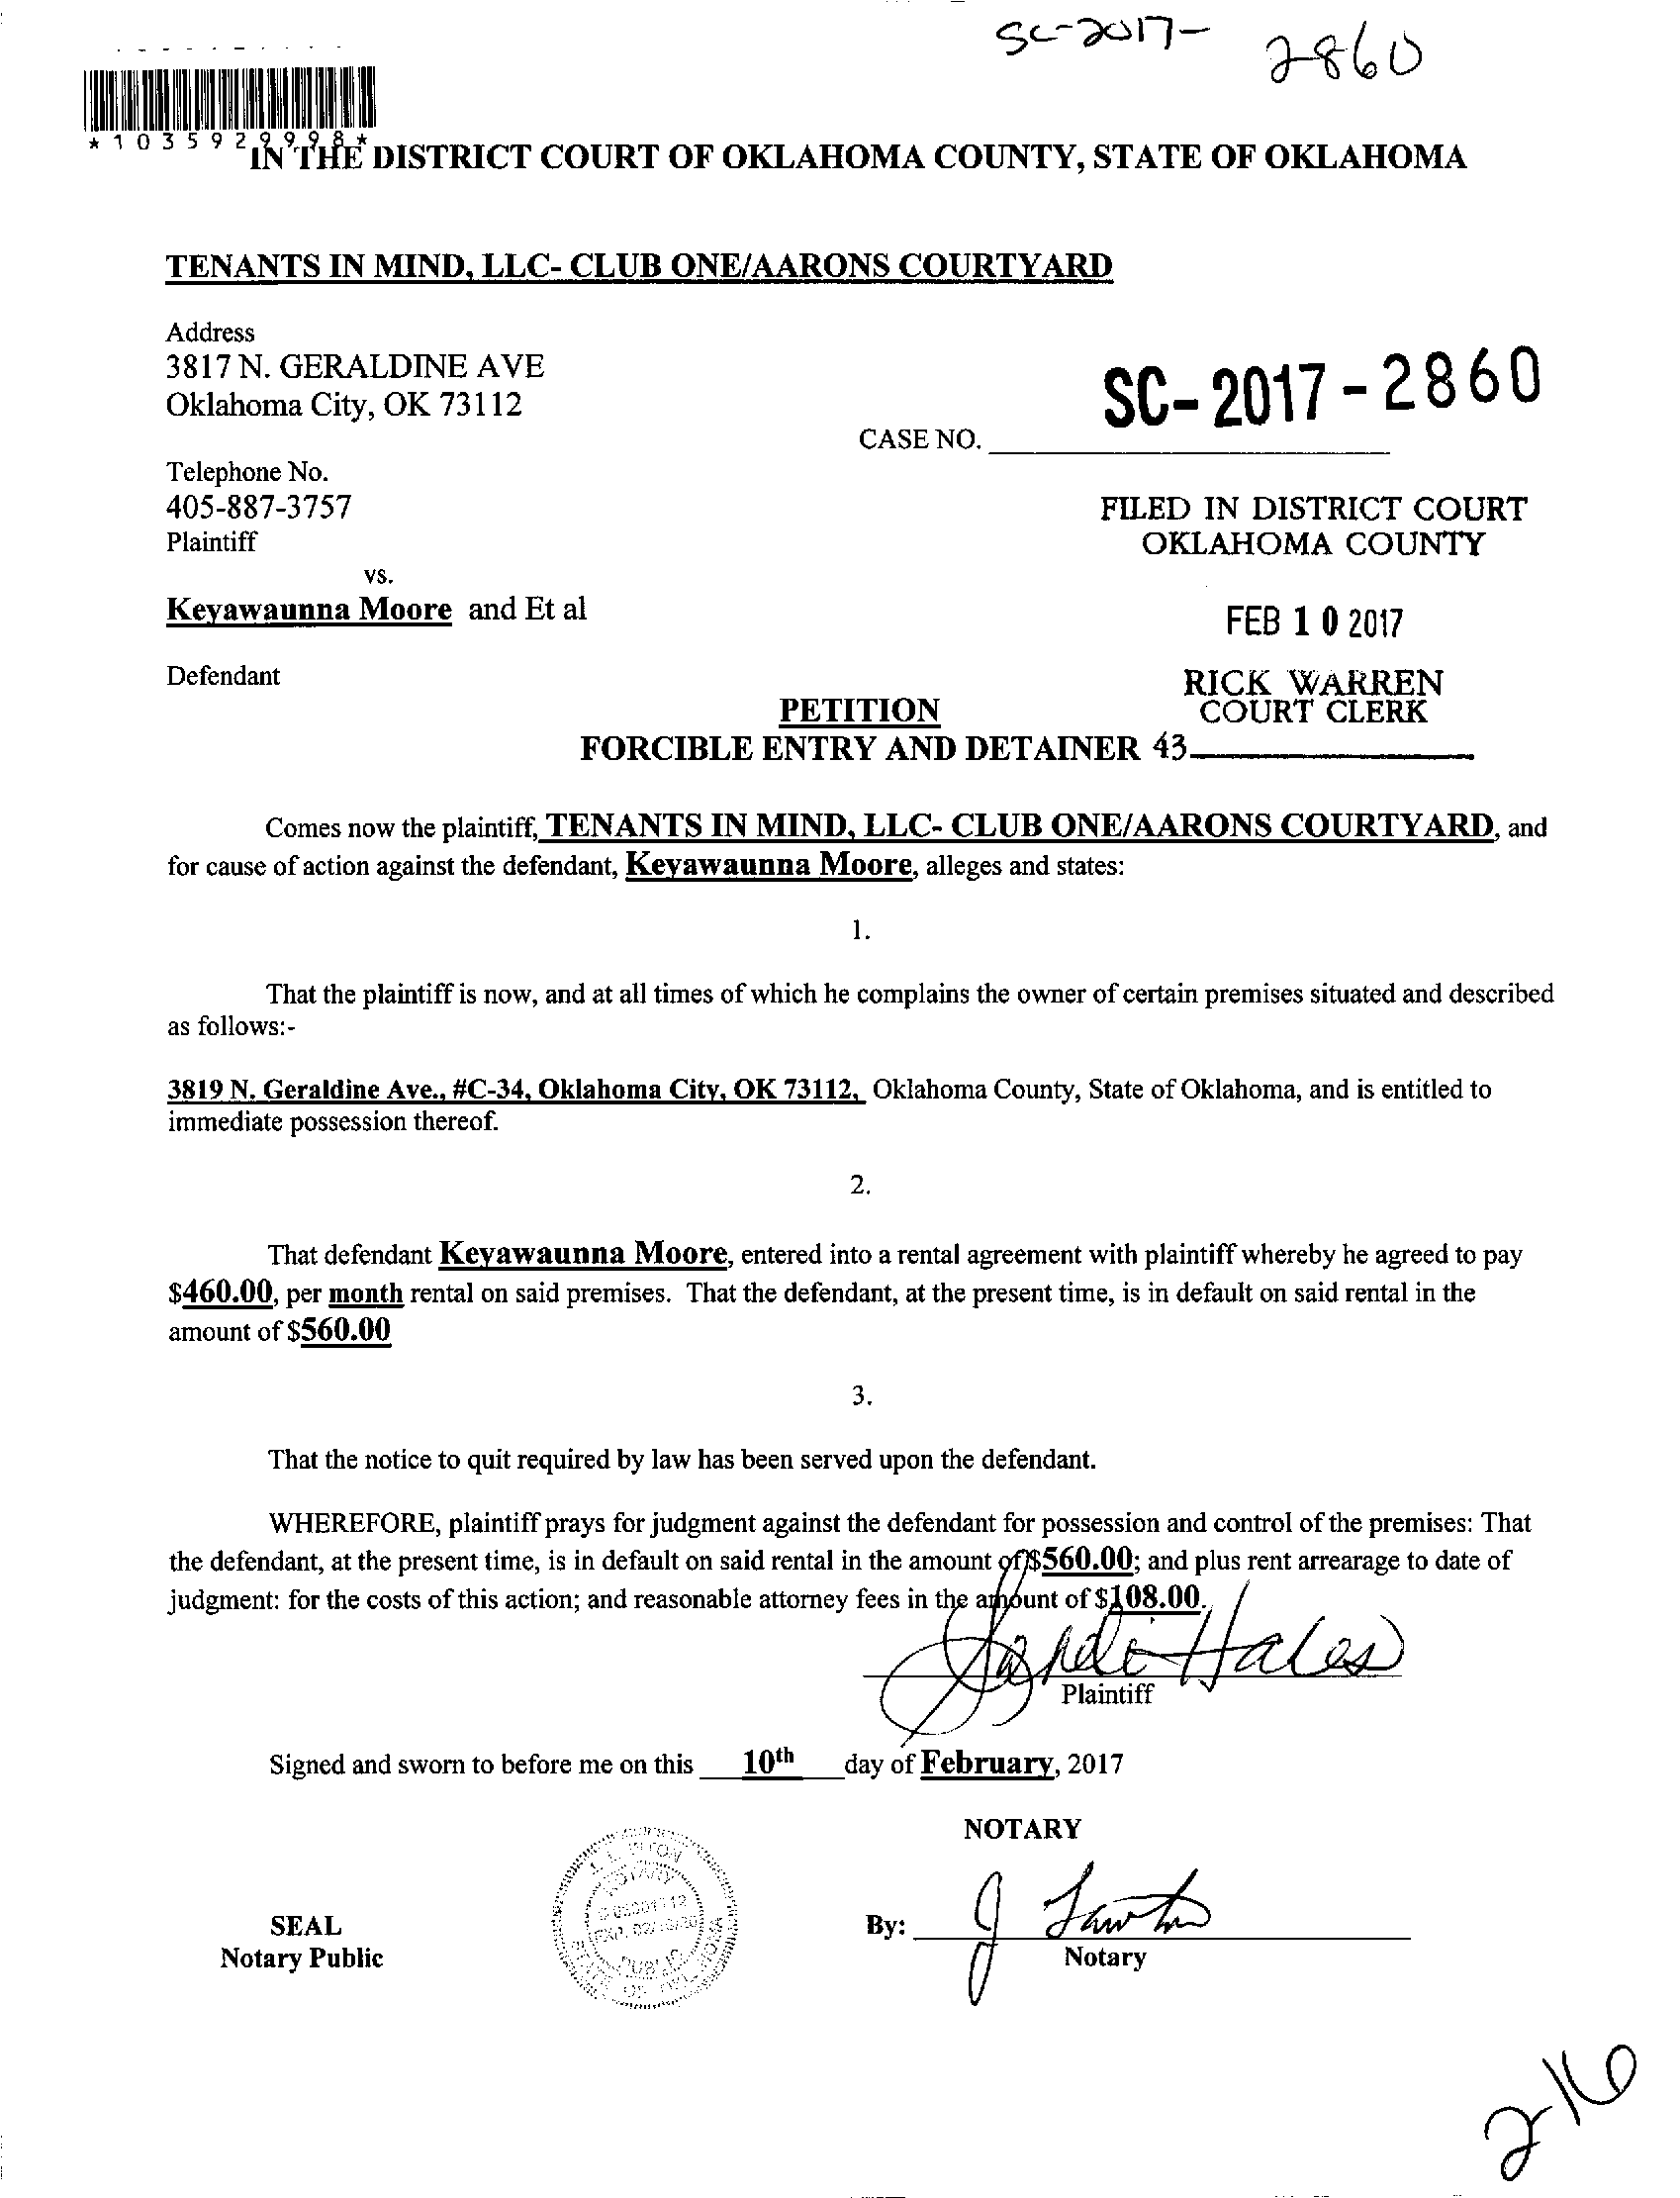 SC-2017- 2860
*1035929998*
IN THE DISTRICT COURT OF OKLAHOMA COUNTY, STATE OF OKLAHOMA
TENANTS IN MIND, LLC- CLUB ONE/AARONS COURTYARD
Address
3817 N. GERALDINE AVE
Oklahoma City, OK 73112
SC-2017-2860
CASE NO.
Telephone No.
405-887-3757
Plaintiff
FILED IN DISTRICT COURT
OKLAHOMA COUNTY
vs.
Keyawaunna Moore and Et al
FEB 10 2017
Defendant
RICK WARREN
COURT CLERK
PETITION
FORCIBLE ENTRY AND DETAINER 43
Comes now the plaintiff, TENANTS IN MIND, LLC- CLUB ONE/AARONS COURTYARD, and
for cause of action against the defendant, Keyawaunna Moore, alleges and states:
1.
That the plaintiff is now, and at all times of which he complains the owner of certain premises situated and described
as follows:-
3819 N. Geraldine Ave., #C-34, Oklahoma City, OK 73112, Oklahoma County, State of Oklahoma, and is entitled to
immediate possession thereof.
2.
That defendant Keyawaunna Moore, entered into a rental agreement with plaintiff whereby he agreed to pay
$460.00, per month rental on said premises. That the defendant, at the present time, is in default on said rental in the
amount of $560.00
3.
That the notice to quit required by law has been served upon the defendant.
WHEREFORE, plaintiff prays for judgment against the defendant for possession and control of the premises: That
the defendant, at the present time, is in default on said rental in the amount of $560.00; and plus rent arrearage to date of
judgment: for the costs of this action; and reasonable attorney fees in the amount of $108.00.
Sandi Hales
Plaintiff
Signed and sworn to before me on this 10th day of February, 2017
NOTARY
NOTARY
PUBLIC
STATE OF OKLAHOMA
SEAL
Notary Public
By:
Notary
2-16